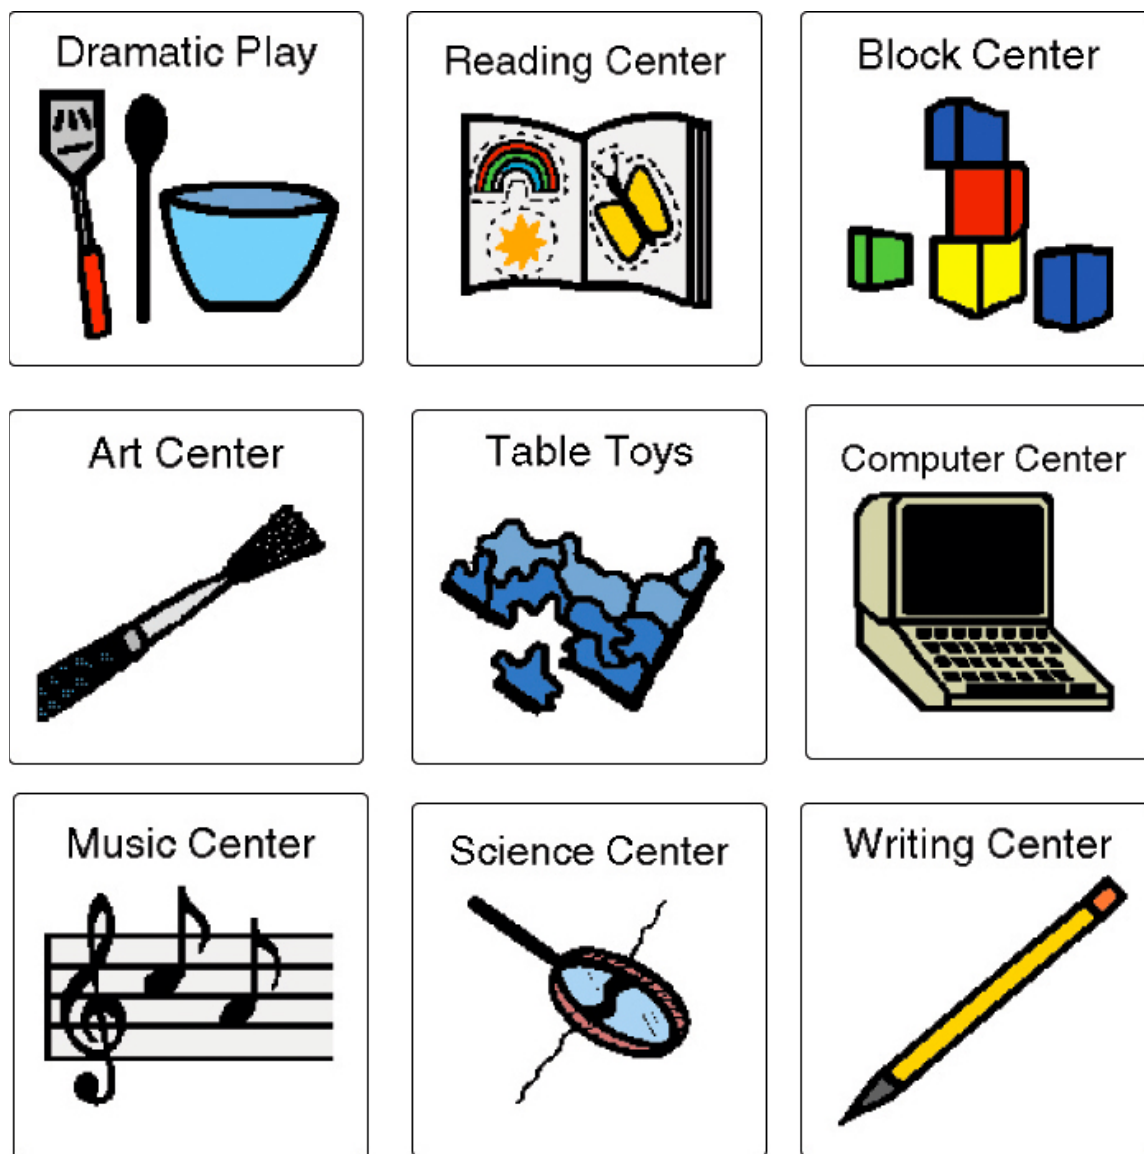 Dramatic Play
Reading Center
Block Center
Art Center
Table Toys
Computer Center
Music Center
Science Center
Writing Center